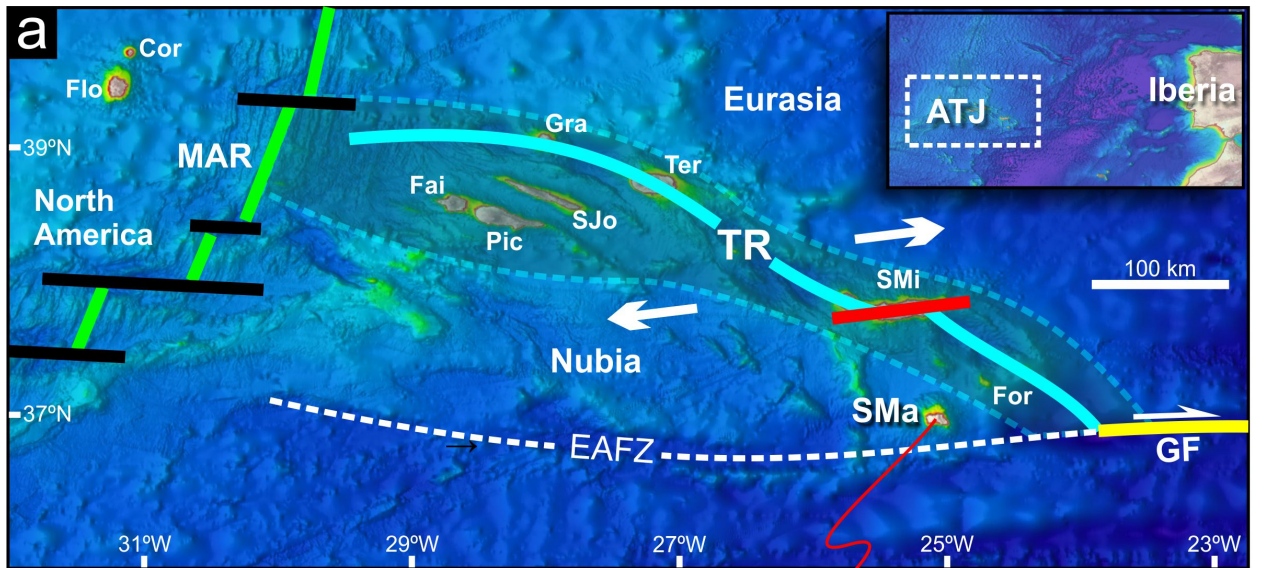 a
Cor
Flo
Eurasia
Iberia
ATJ
39ºN
MAR
Gra
Ter
Fai
North
America
SJo
Pic
TR
SMi
100 km
Nubia
For
SMa
37ºN
EAFZ
GF
31ºW
29ºW
27ºW
25ºW
23ºW